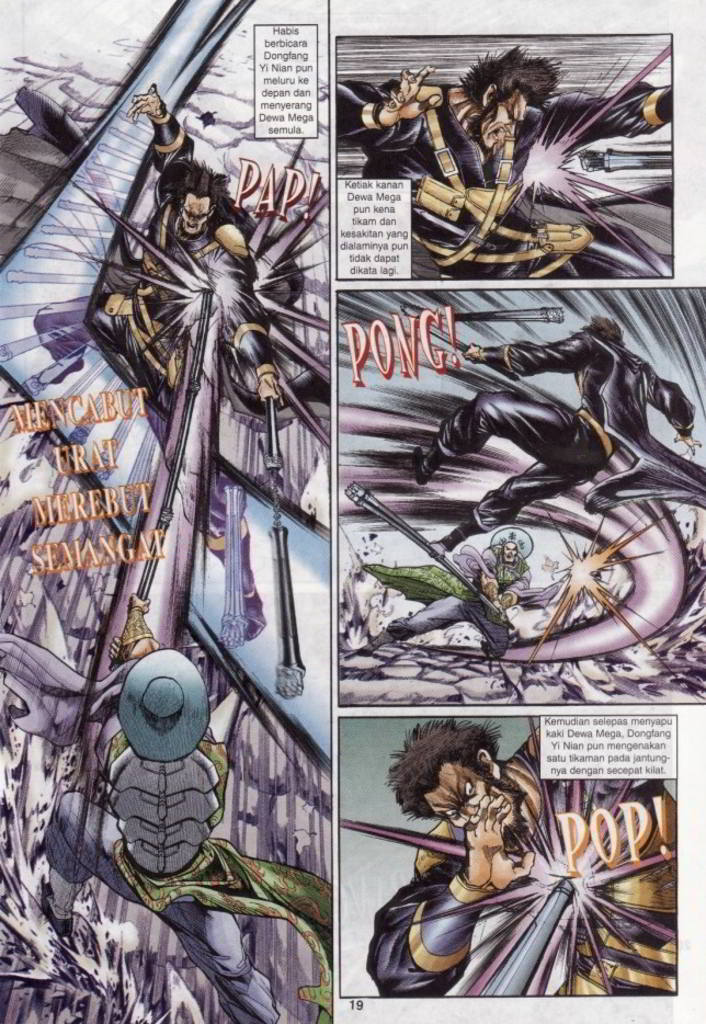 Habis
berbicara
Dongfang
Yi Nian pun
meluru ke
depan dan
menyerang
Dewa Mega
semula.
PAP!
MENCABUT
URAT
MEREBUT
SEMANGAT
Ketiak kanan
Dewa Mega
pun kena
tikam dan
kesakitan yang
dialaminya pun
tidak dapat
dikata lagi.
PONG!
Kemudian selepas menyapu
kaki Dewa Mega, Dongfang
Yi Nian pun mengenakan
satu tikaman pada jantung-
nya dengan secepat kilat.
POP!
19